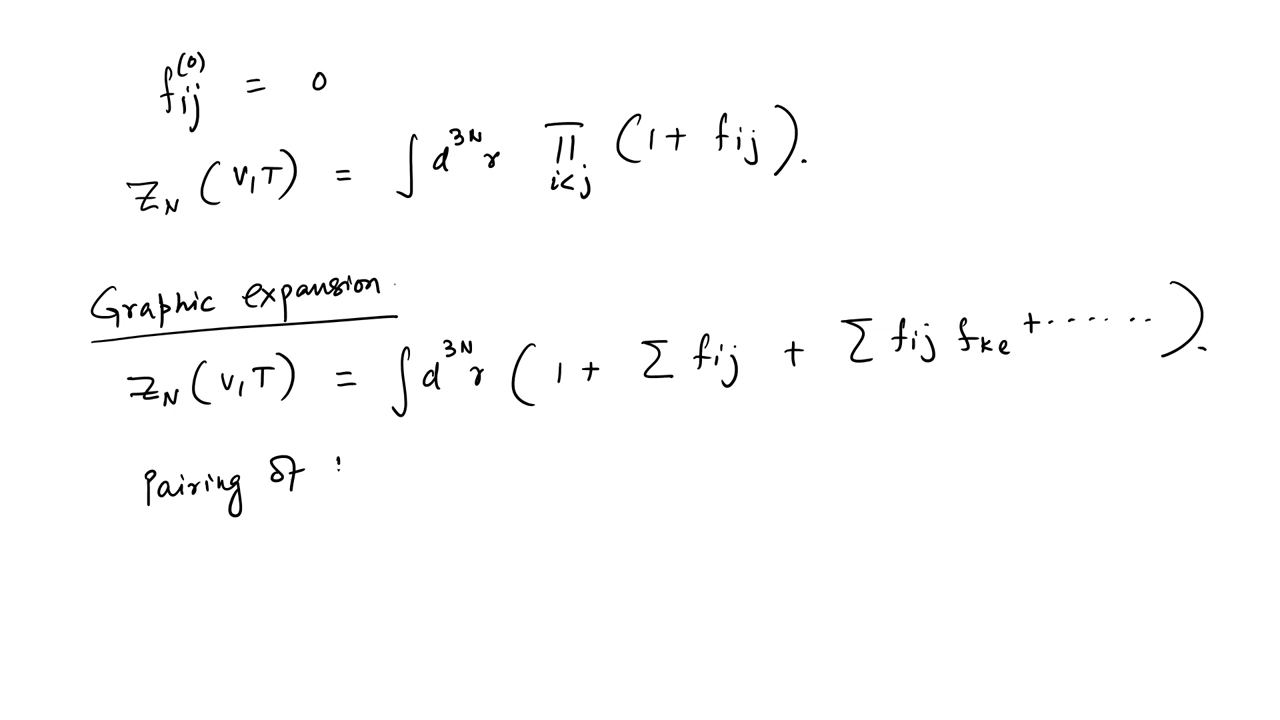 f_{ij}^{(0)} = 0
Z_N (V, T) = ∫ d^{3N} r ∏_{i<j} (1 + f_{ij}).
Graphic expansion
Z_N (V, T) = ∫ d^{3N} r (1 + Σ f_{ij} + Σ f_{ij} f_{ke} + ......).
Pairing of